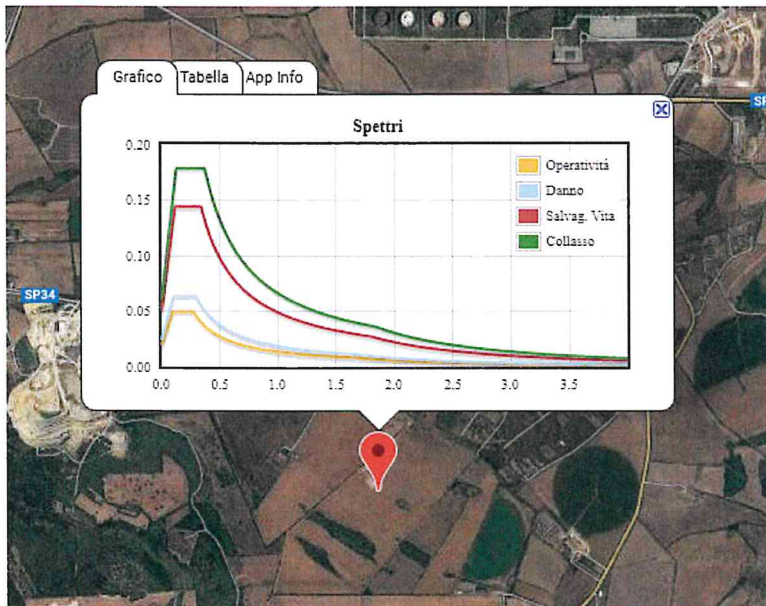 Grafico Tabella App Info
Spettri
0.20
0.15
0.10
0.05
0.00
0.0 0.5 1.0 1.5 2.0 2.5 3.0 3.5
Operatività
Danno
Salvag. Vita
Collasso
SP34
SP